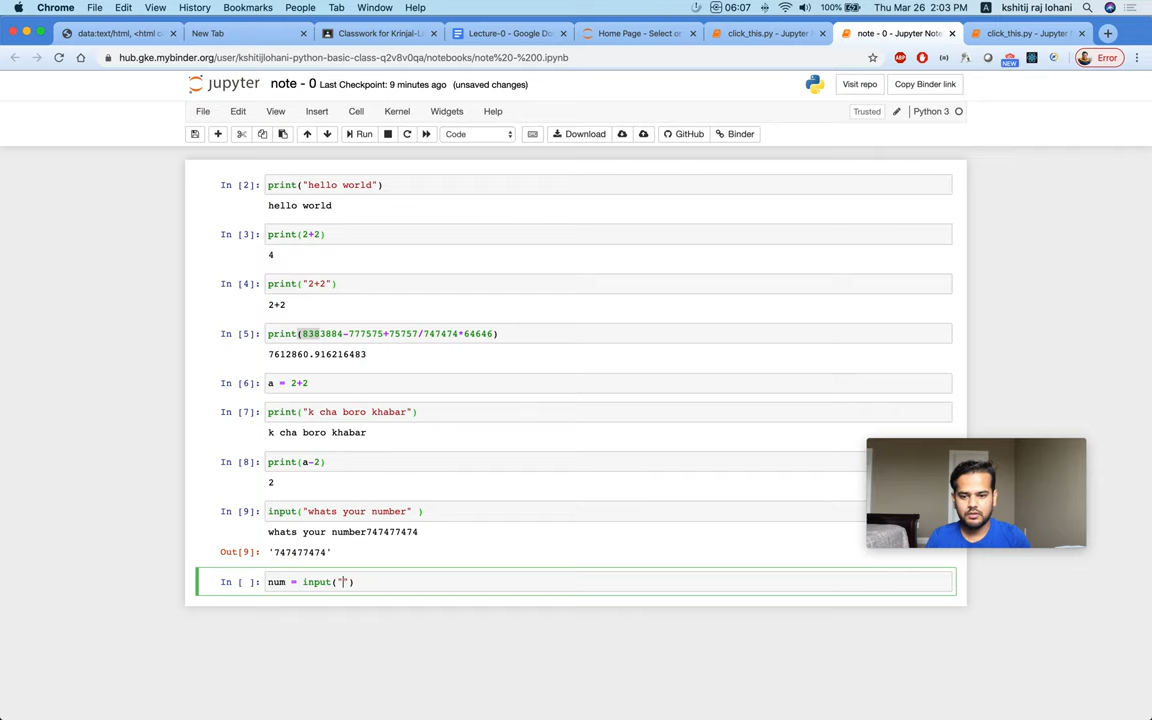 Chrome File Edit View History Bookmarks People Tab Window Help 06:07 100% Thu Mar 26 2:03 PM kshitij raj lohani
data:text/html, <html c New Tab Classwork for Krinjal-L Lecture-0 - Google Do Home Page - Select or click_this.py - Jupyter N note - 0 - Jupyter Note click_this.py - Jupyter N
hub.gke.mybinder.org/user/kshitijlohani-python-basic-class-q2v8v0qa/notebooks/note%20-%200.ipynb ABP NEW Error
jupyter note - 0 Last Checkpoint: 9 minutes ago (unsaved changes) Visit repo Copy Binder link
File Edit View Insert Cell Kernel Widgets Help Trusted Python 3
Run Code Download GitHub Binder
In [2]: print("hello world")
hello world
In [3]: print(2+2)
4
In [4]: print("2+2")
2+2
In [5]: print(8383884-777575+75757/747474*64646)
7612860.916216483
In [6]: a = 2+2
In [7]: print("k cha boro khabar")
k cha boro khabar
In [8]: print(a-2)
2
In [9]: input("whats your number" )
whats your number747477474
Out[9]: '747477474'
In [ ]: num = input("")